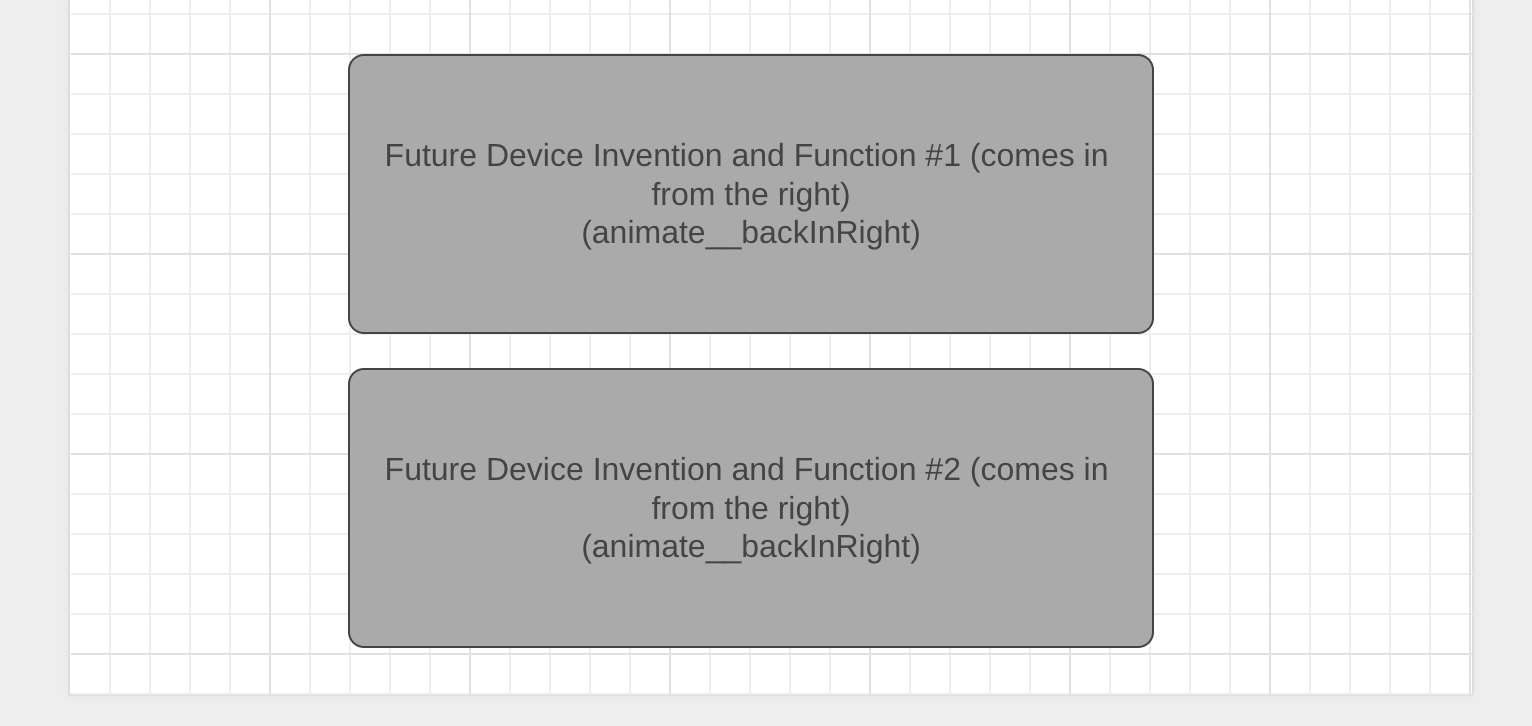 Future Device Invention and Function #1 (comes in
from the right)
(animate__backInRight)
Future Device Invention and Function #2 (comes in
from the right)
(animate__backInRight)